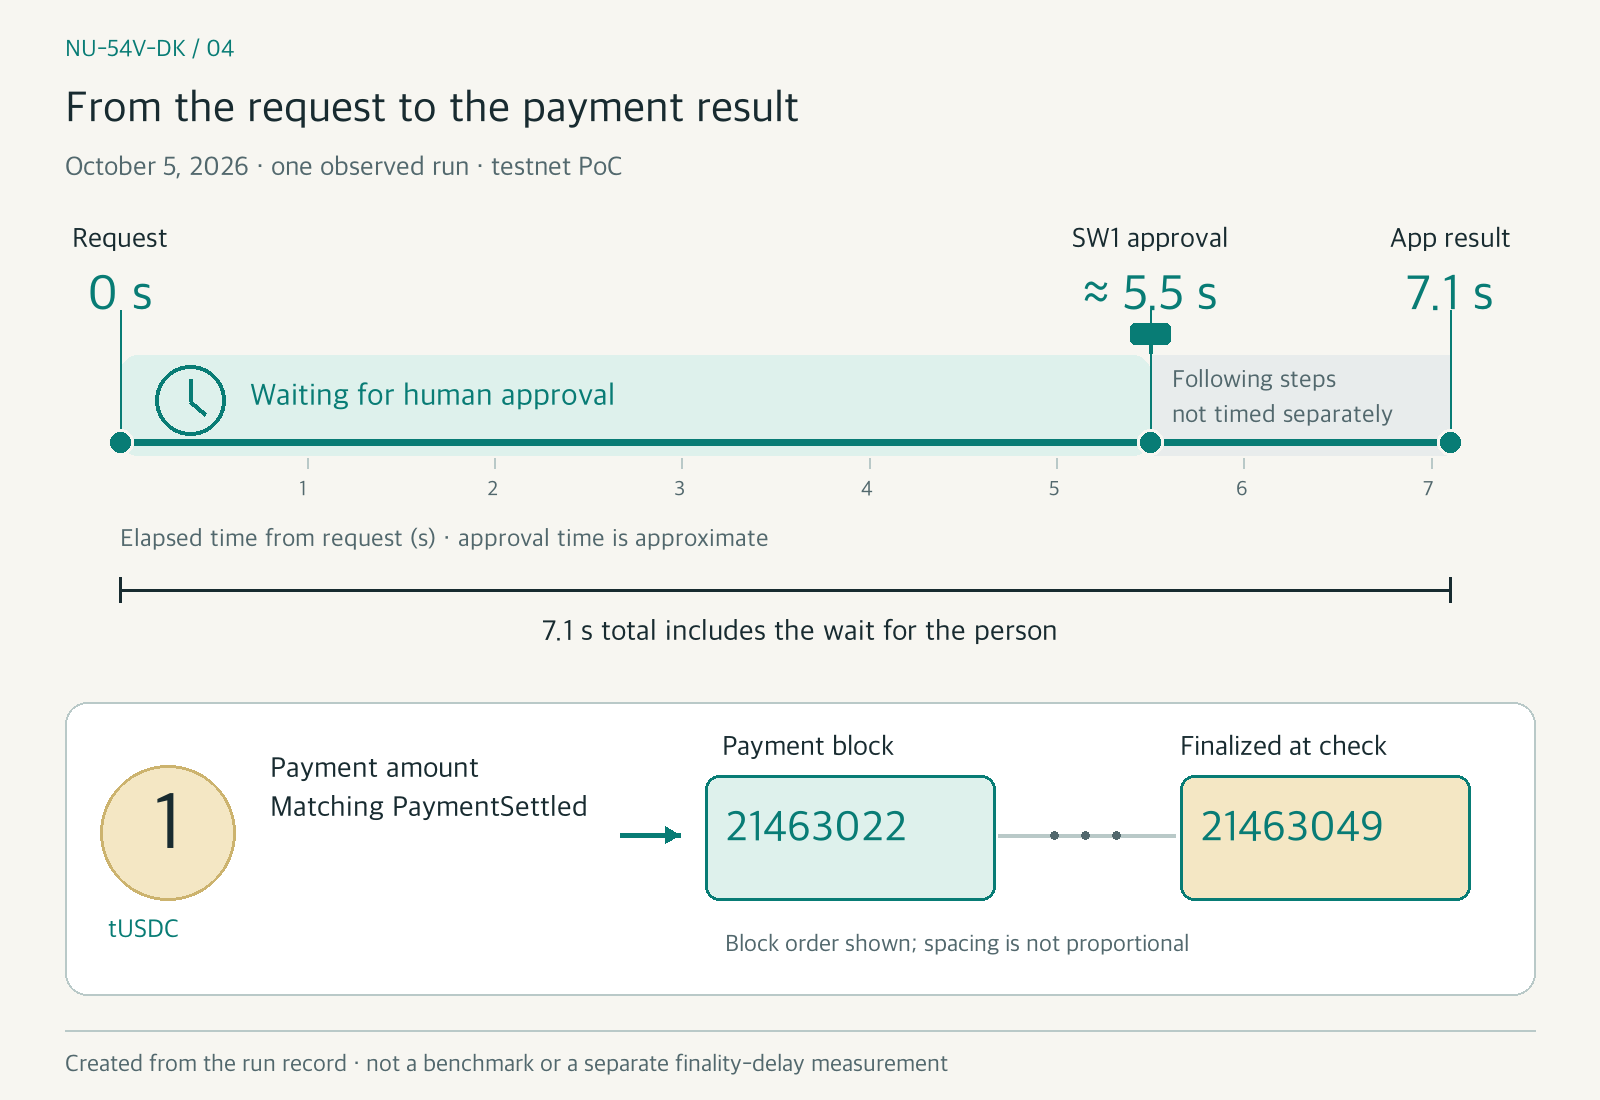 NU-54V-DK / 04
From the request to the payment result
October 5, 2026 · one observed run · testnet PoC
Request
0 s
SW1 approval
≈ 5.5 s
App result
7.1 s
Waiting for human approval
Following steps
not timed separately
1 2 3 4 5 6 7
Elapsed time from request (s) · approval time is approximate
7.1 s total includes the wait for the person
1
tUSDC
Payment amount
Matching PaymentSettled
Payment block
21463022
Finalized at check
21463049
Block order shown; spacing is not proportional
Created from the run record · not a benchmark or a separate finality-delay measurement